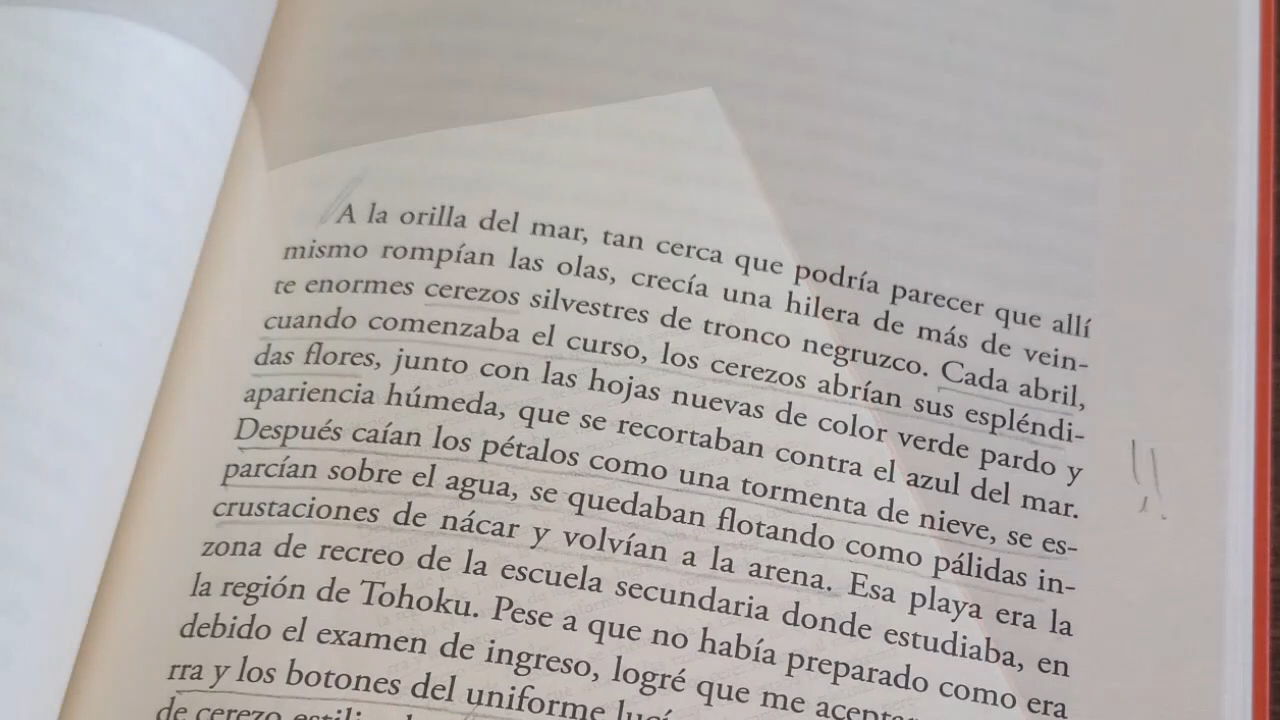 A la orilla del mar, tan cerca que podría parecer que allí
mismo rompían las olas, crecía una hilera de más de vein-
te enormes cerezos silvestres de tronco negruzco. Cada abril,
cuando comenzaba el curso, los cerezos abrían sus espléndi-
das flores, junto con las hojas nuevas de color verde pardo y
apariencia húmeda, que se recortaban contra el azul del mar.
Después caían los pétalos como una tormenta de nieve, se es-
parcían sobre el agua, se quedaban flotando como pálidas in-
crustaciones de nácar y volvían a la arena. Esa playa era la
zona de recreo de la escuela secundaria donde estudiaba, en
la región de Tohoku. Pese a que no había preparado como era
debido el examen de ingreso, logré que me
rra y los botones del uniforme
de cerezo
!!